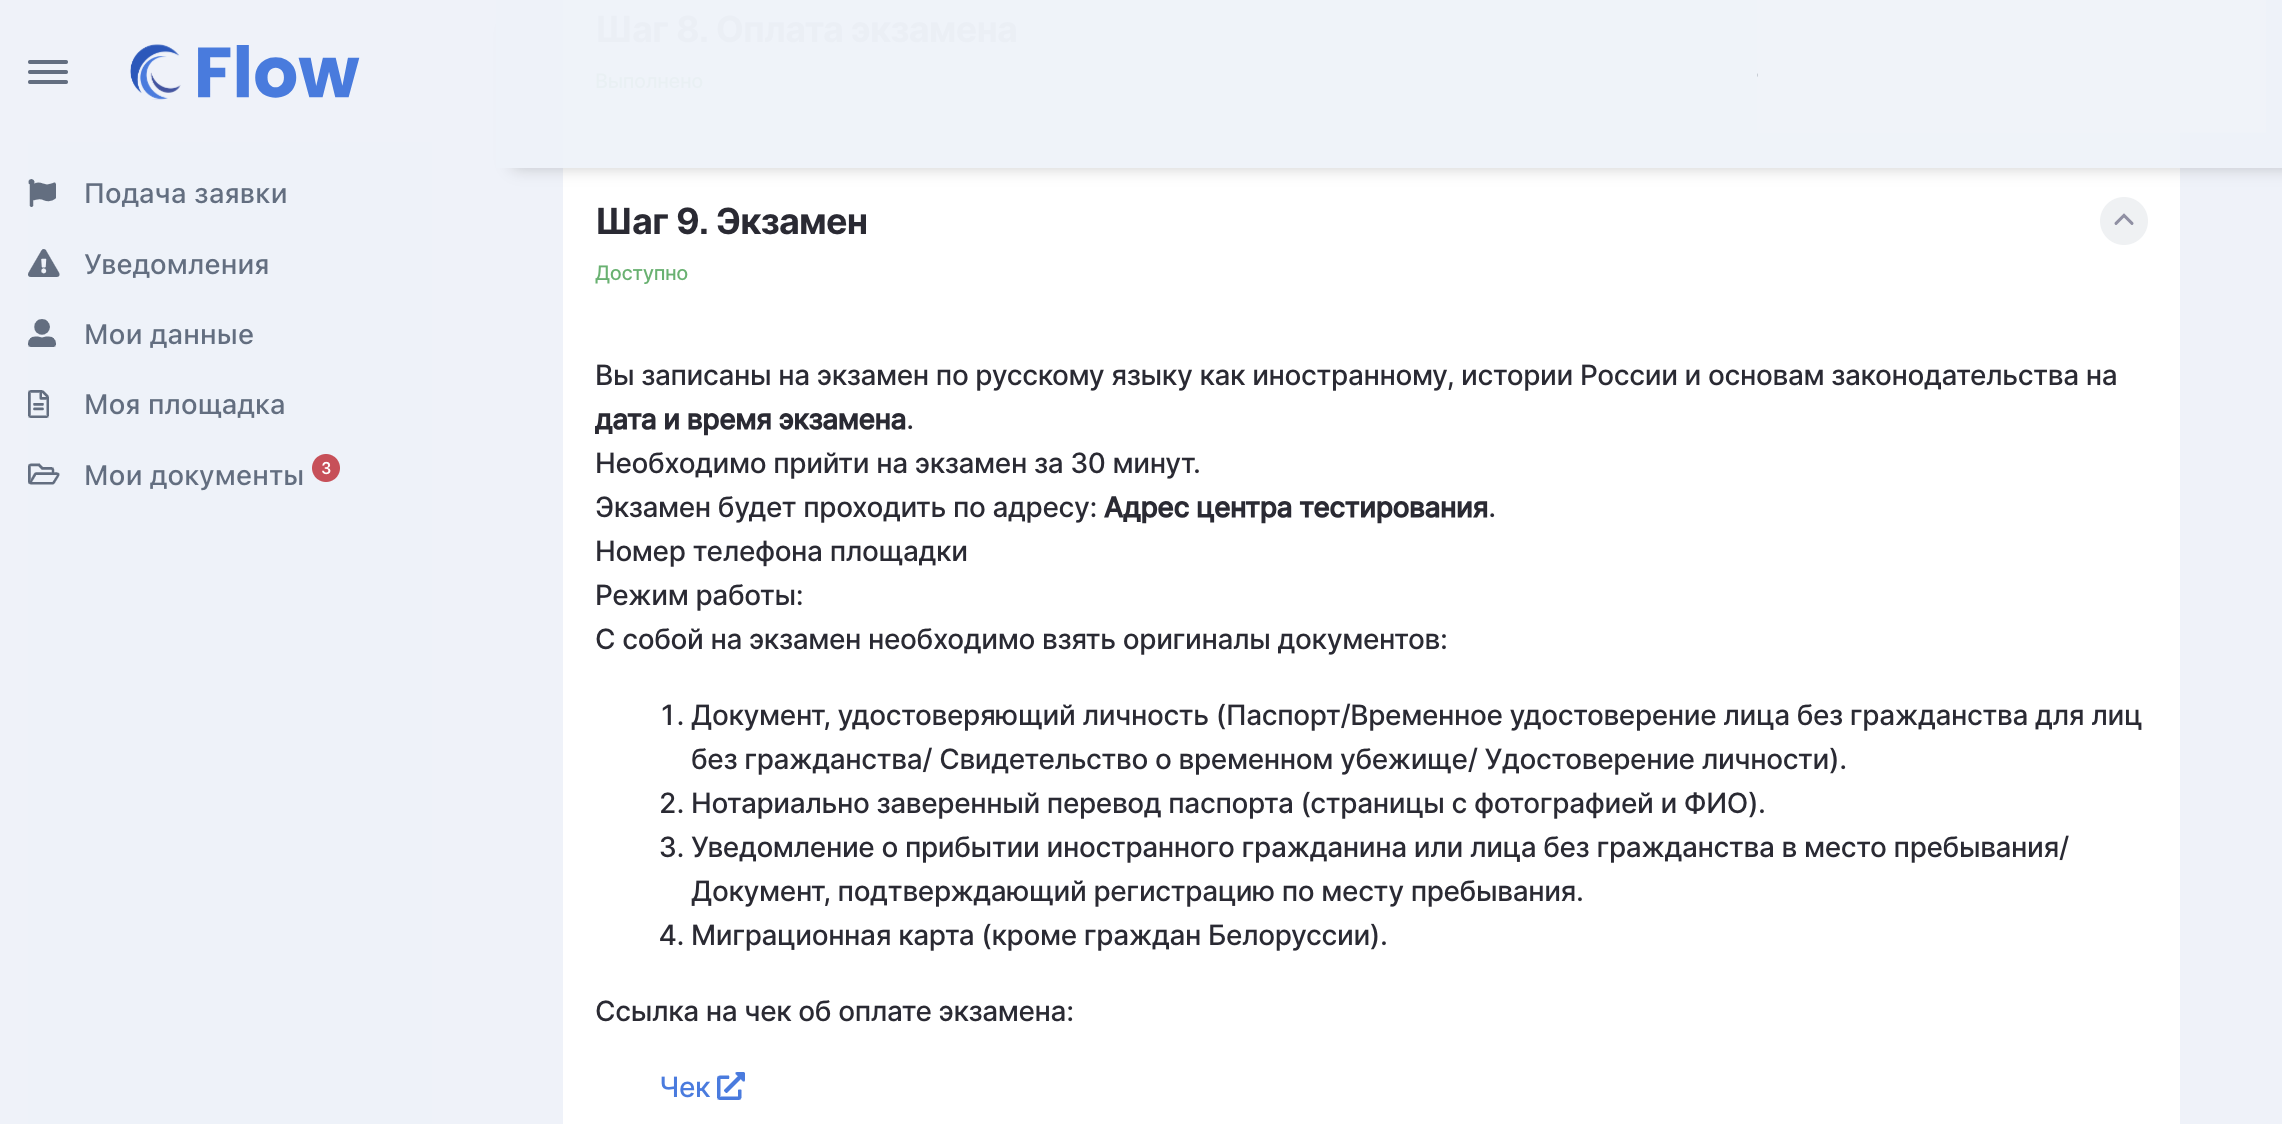 Шаг 8. Оплата экзамена
Выполнено
Flow
Подача заявки
Уведомления
Мои данные
Моя площадка
Мои документы 3
Шаг 9. Экзамен
Доступно
Вы записаны на экзамен по русскому языку как иностранному, истории России и основам законодательства на
дата и время экзамена.
Необходимо прийти на экзамен за 30 минут.
Экзамен будет проходить по адресу: Адрес центра тестирования.
Номер телефона площадки
Режим работы:
С собой на экзамен необходимо взять оригиналы документов:
1. Документ, удостоверяющий личность (Паспорт/Временное удостоверение лица без гражданства для лиц
без гражданства/ Свидетельство о временном убежище/ Удостоверение личности).
2. Нотариально заверенный перевод паспорта (страницы с фотографией и ФИО).
3. Уведомление о прибытии иностранного гражданина или лица без гражданства в место пребывания/
Документ, подтверждающий регистрацию по месту пребывания.
4. Миграционная карта (кроме граждан Белоруссии).
Ссылка на чек об оплате экзамена:
Чек